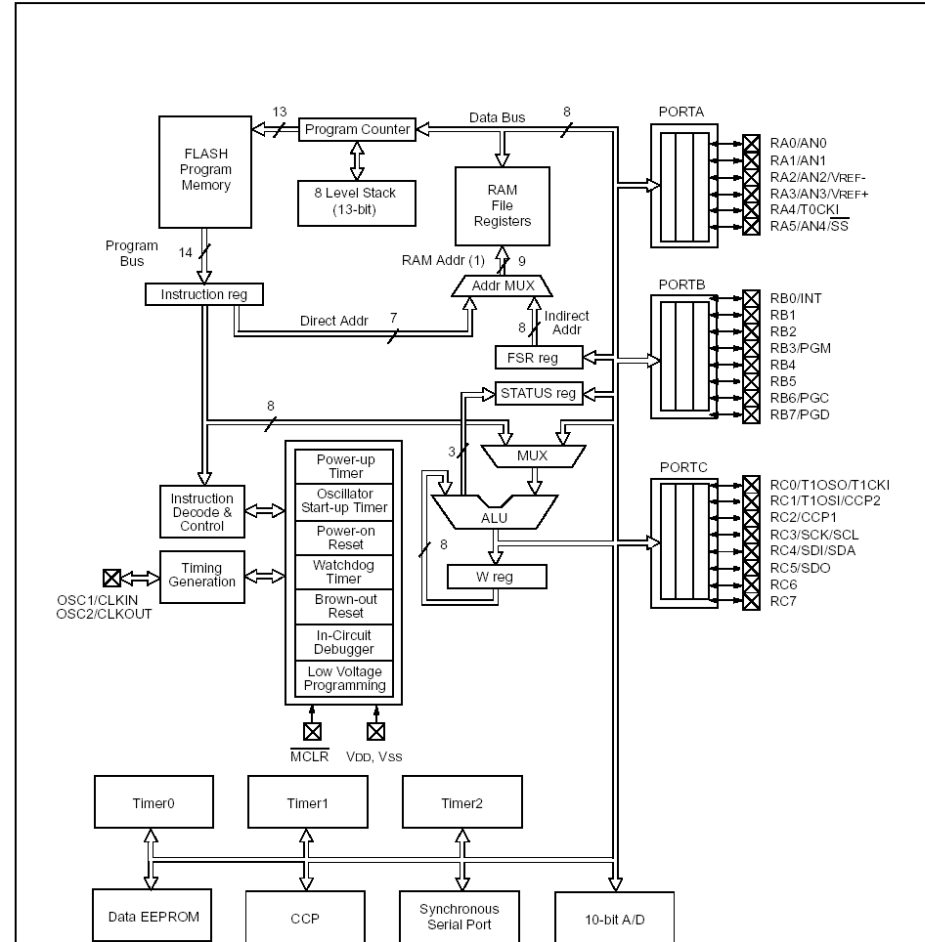 13
Data Bus
8
PORTA
FLASH
Program
Memory
Program Counter
8 Level Stack
(13-bit)
RAM
File
Registers
RA0/AN0
RA1/AN1
RA2/AN2/VREF-
RA3/AN3/VREF+
RA4/T0CKI
RA5/AN4/SS
Program
Bus
14
RAM Addr (1)
9
Addr MUX
Instruction reg
Direct Addr
7
8
Indirect
Addr
FSR reg
STATUS reg
PORTB
RB0/INT
RB1
RB2
RB3/PGM
RB4
RB5
RB6/PGC
RB7/PGD
8
3
MUX
ALU
8
W reg
PORTC
RC0/T1OSO/T1CKI
RC1/T1OSI/CCP2
RC2/CCP1
RC3/SCK/SCL
RC4/SDI/SDA
RC5/SDO
RC6
RC7
Instruction
Decode &
Control
Timing
Generation
OSC1/CLKIN
OSC2/CLKOUT
Power-up
Timer
Oscillator
Start-up Timer
Power-on
Reset
Watchdog
Timer
Brown-out
Reset
In-Circuit
Debugger
Low Voltage
Programming
MCLR
VDD, VSS
Timer0
Timer1
Timer2
Data EEPROM
CCP
Synchronous
Serial Port
10-bit A/D